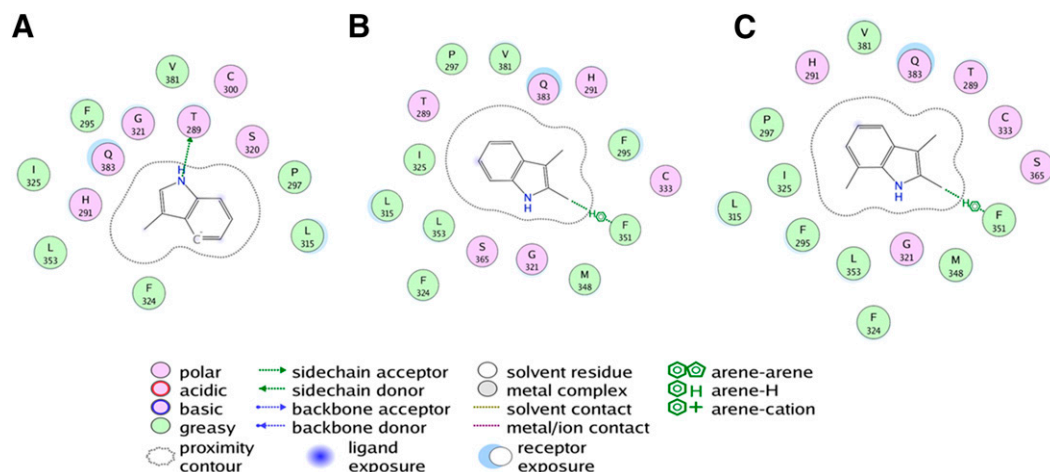 A
V 381
C 300
F 295
G 321
T 289
S 320
Q 383
I 325
P 297
H 291
L 315
L 353
F 324
H
N
C-
B
P 297
V 381
Q 383
H 291
T 289
F 295
I 325
C 333
L 315
L 353
F 351
S 365
G 321
M 348
F 324
N
H
H
C
V 381
H 291
Q 383
T 289
P 297
C 333
I 325
S 365
L 315
F 295
F 351
L 353
G 321
M 348
F 324
N
H
H
polar
acidic
basic
greasy
proximity
contour
sidechain acceptor
sidechain donor
backbone acceptor
backbone donor
ligand
exposure
solvent residue
metal complex
solvent contact
metal/ion contact
receptor
exposure
arene-arene
H arene-H
+ arene-cation